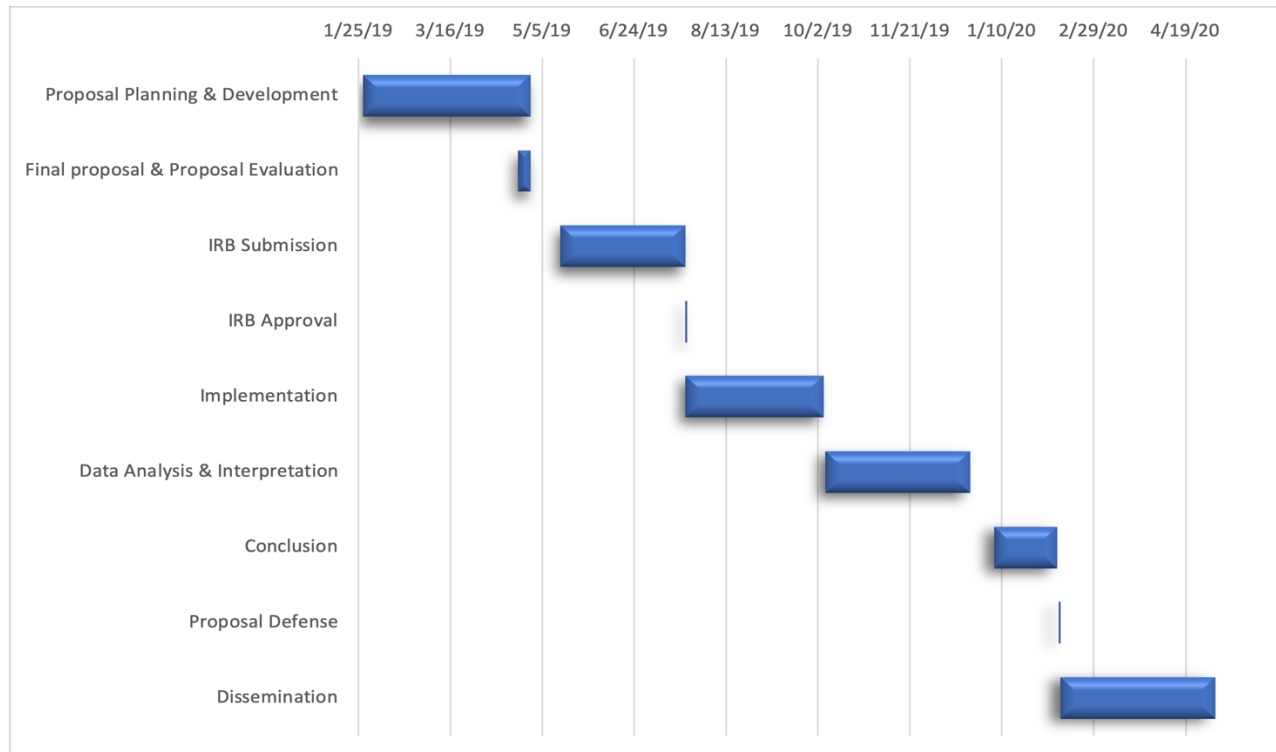 1/25/19 3/16/19 5/5/19 6/24/19 8/13/19 10/2/19 11/21/19 1/10/20 2/29/20 4/19/20
Proposal Planning & Development
Final proposal & Proposal Evaluation
IRB Submission
IRB Approval
Implementation
Data Analysis & Interpretation
Conclusion
Proposal Defense
Dissemination